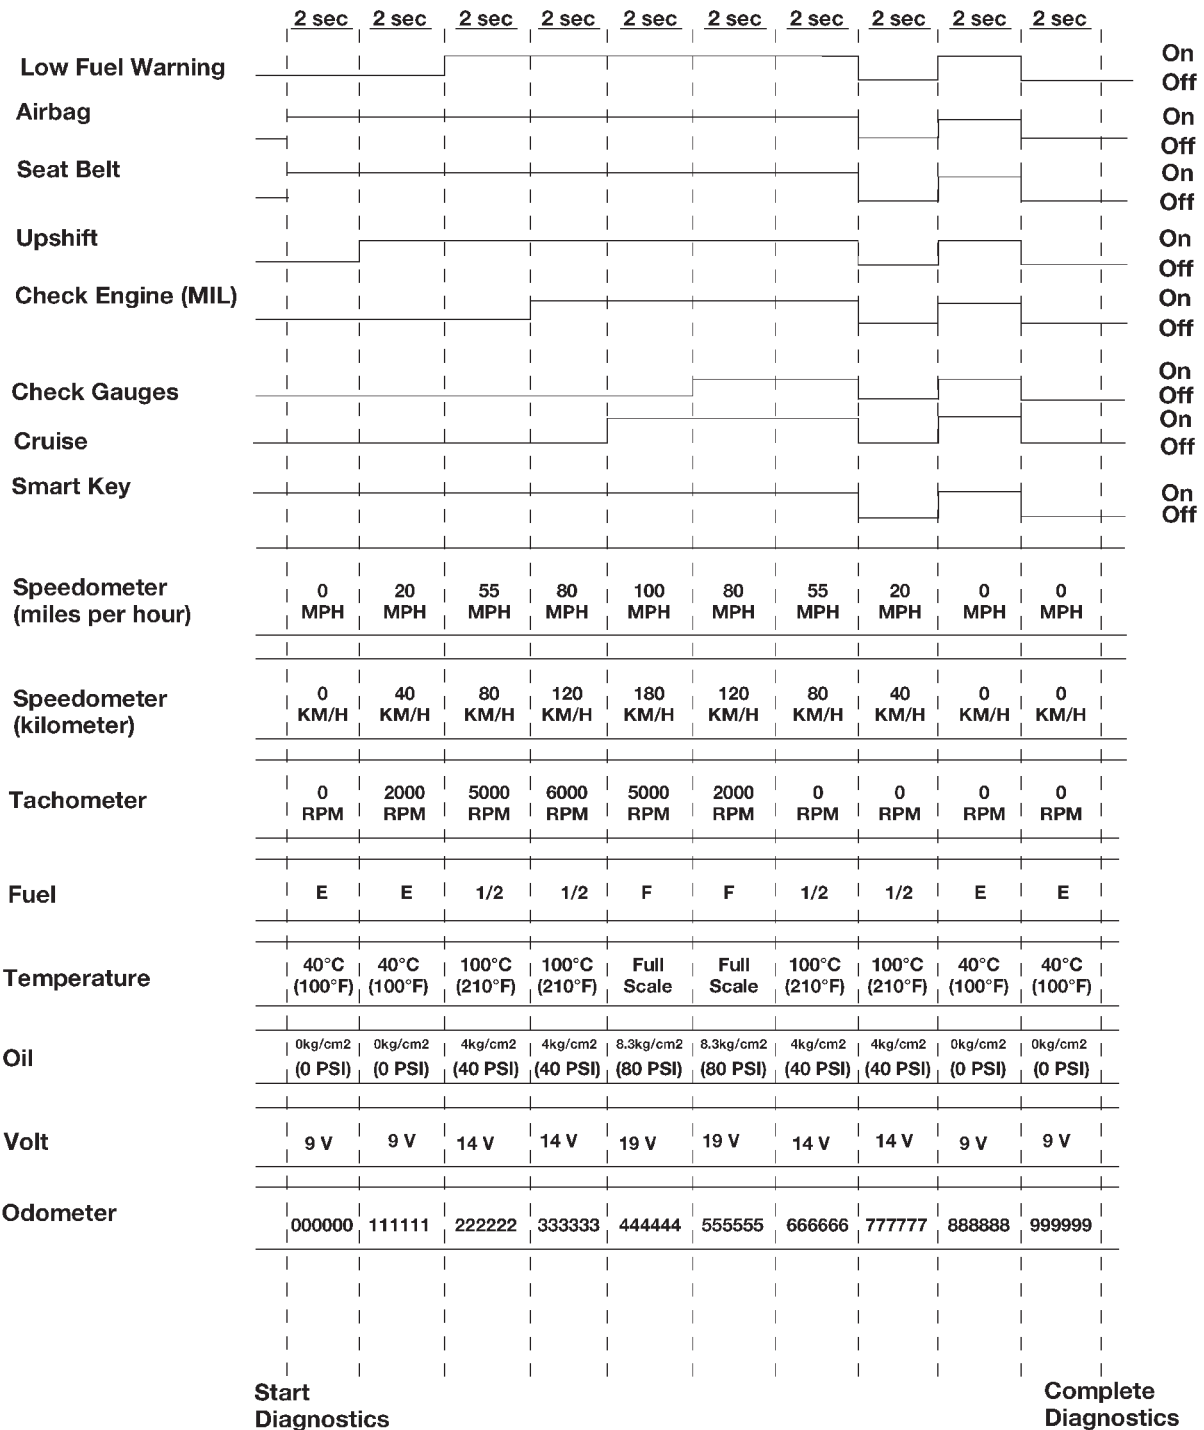 2 sec 2 sec 2 sec 2 sec 2 sec 2 sec 2 sec 2 sec 2 sec 2 sec
Low Fuel Warning On
Off
Airbag On
Off
Seat Belt On
Off
Upshift On
Off
Check Engine (MIL) On
Off
Check Gauges On
Off
Cruise On
Off
Smart Key On
Off
Speedometer 0 20 55 80 100 80 55 20 0 0
(miles per hour) MPH MPH MPH MPH MPH MPH MPH MPH MPH MPH
Speedometer 0 40 80 120 180 120 80 40 0 0
(kilometer) KM/H KM/H KM/H KM/H KM/H KM/H KM/H KM/H KM/H KM/H
Tachometer 0 2000 5000 6000 5000 2000 0 0 0 0
RPM RPM RPM RPM RPM RPM RPM RPM RPM RPM
Fuel E E 1/2 1/2 F F 1/2 1/2 E E
Temperature 40°C 40°C 100°C 100°C Full Full 100°C 100°C 40°C 40°C
(100°F) (100°F) (210°F) (210°F) Scale Scale (210°F) (210°F) (100°F) (100°F)
Oil 0kg/cm2 0kg/cm2 4kg/cm2 4kg/cm2 8.3kg/cm2 8.3kg/cm2 4kg/cm2 4kg/cm2 0kg/cm2 0kg/cm2
(0 PSI) (0 PSI) (40 PSI) (40 PSI) (80 PSI) (80 PSI) (40 PSI) (40 PSI) (0 PSI) (0 PSI)
Volt 9 V 9 V 14 V 14 V 19 V 19 V 14 V 14 V 9 V 9 V
Odometer 000000 111111 222222 333333 444444 555555 666666 777777 888888 999999
Start Complete
Diagnostics Diagnostics